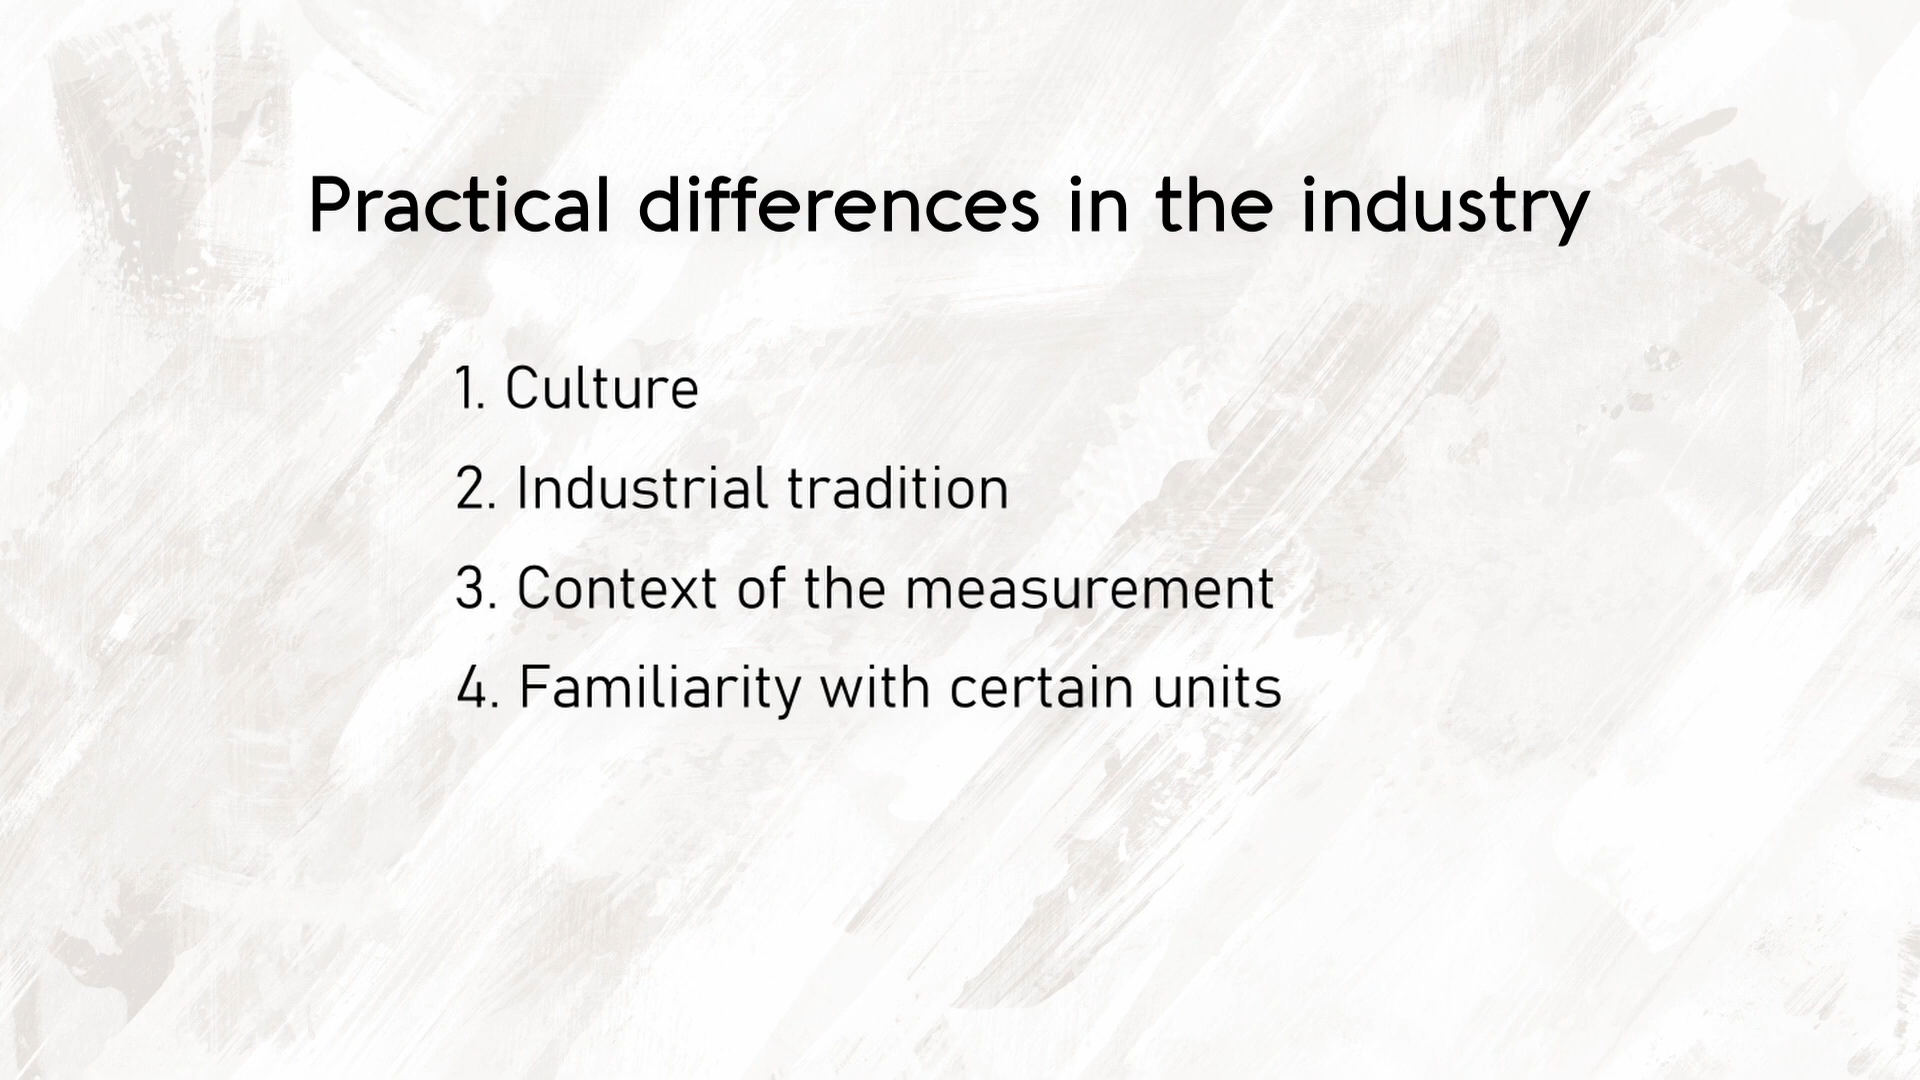 Practical differences in the industry
1. Culture
2. Industrial tradition
3. Context of the measurement
4. Familiarity with certain units